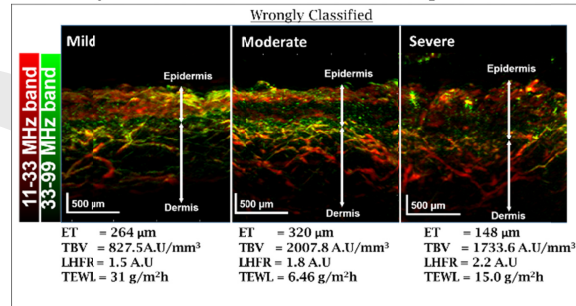 Wrongly Classified
11-33 MHz band
33-99 MHz band
Mild
Epidermis
Dermis
500 µm
Moderate
Epidermis
Dermis
500 µm
Severe
Epidermis
Dermis
500 µm
ET = 264 µm
TBV = 827.5A.U/mm³
LHFR = 1.5 A.U
TEWL = 31 g/m²h
ET = 320 µm
TBV = 2007.8 A.U/mm³
LHFR = 1.8 A.U
TEWL = 6.46 g/m²h
ET = 148 µm
TBV = 1733.6 A.U/mm³
LHFR = 2.2 A.U
TEWL = 15.0 g/m²h